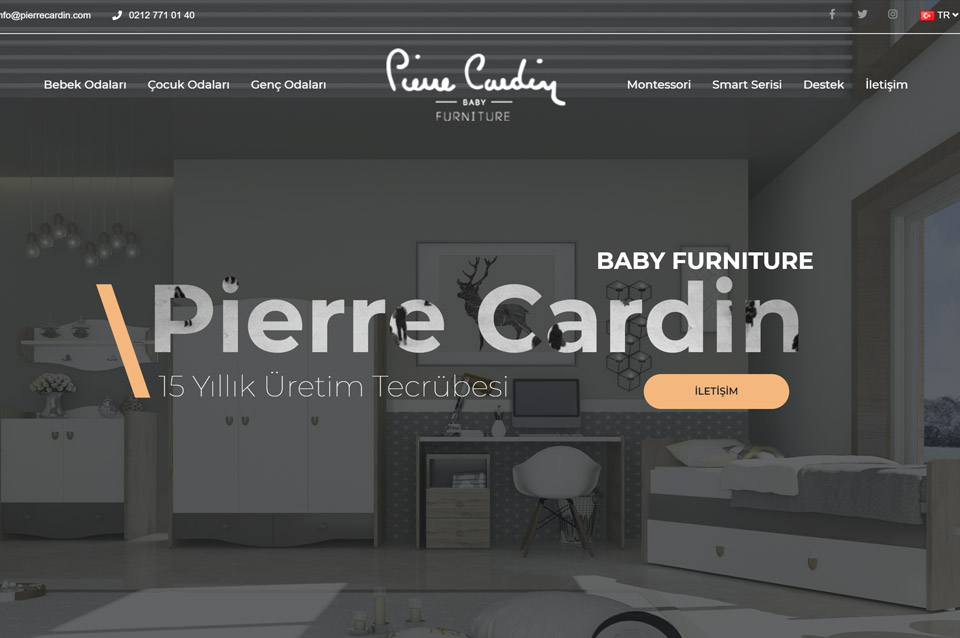 nfo@pierrecardin.com
0212 771 01 40
TR
Bebek Odaları
Çocuk Odaları
Genç Odaları
Pierre Cardin
BABY
FURNITURE
Montessori
Smart Serisi
Destek
İletişim
BABY FURNITURE
Pierre Cardin
15 Yıllık Üretim Tecrübesi
İLETİŞİM